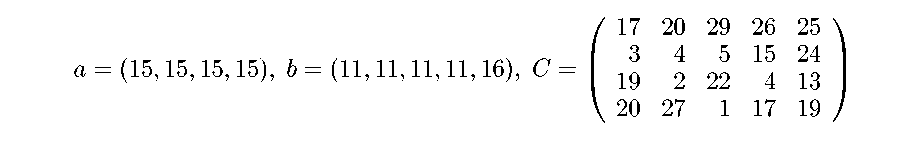 a = (15, 15, 15, 15), b = (11, 11, 11, 11, 16), C =
17 20 29 26 25
3 4 5 15 24
19 2 22 4 13
20 27 1 17 19